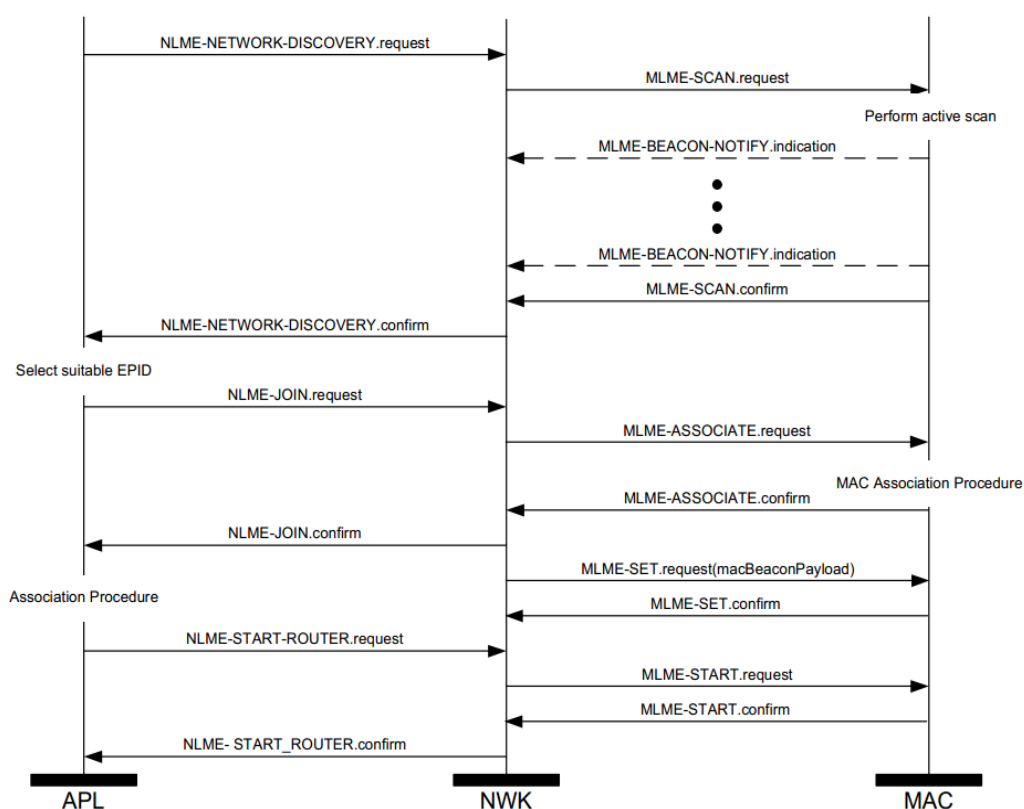 NLME-NETWORK-DISCOVERY.request
MLME-SCAN.request
Perform active scan
MLME-BEACON-NOTIFY.indication
MLME-BEACON-NOTIFY.indication
MLME-SCAN.confirm
NLME-NETWORK-DISCOVERY.confirm
Select suitable EPID
NLME-JOIN.request
MLME-ASSOCIATE.request
MAC Association Procedure
MLME-ASSOCIATE.confirm
NLME-JOIN.confirm
MLME-SET.request(macBeaconPayload)
Association Procedure
MLME-SET.confirm
NLME-START-ROUTER.request
MLME-START.request
MLME-START.confirm
NLME- START_ROUTER.confirm
APL
NWK
MAC